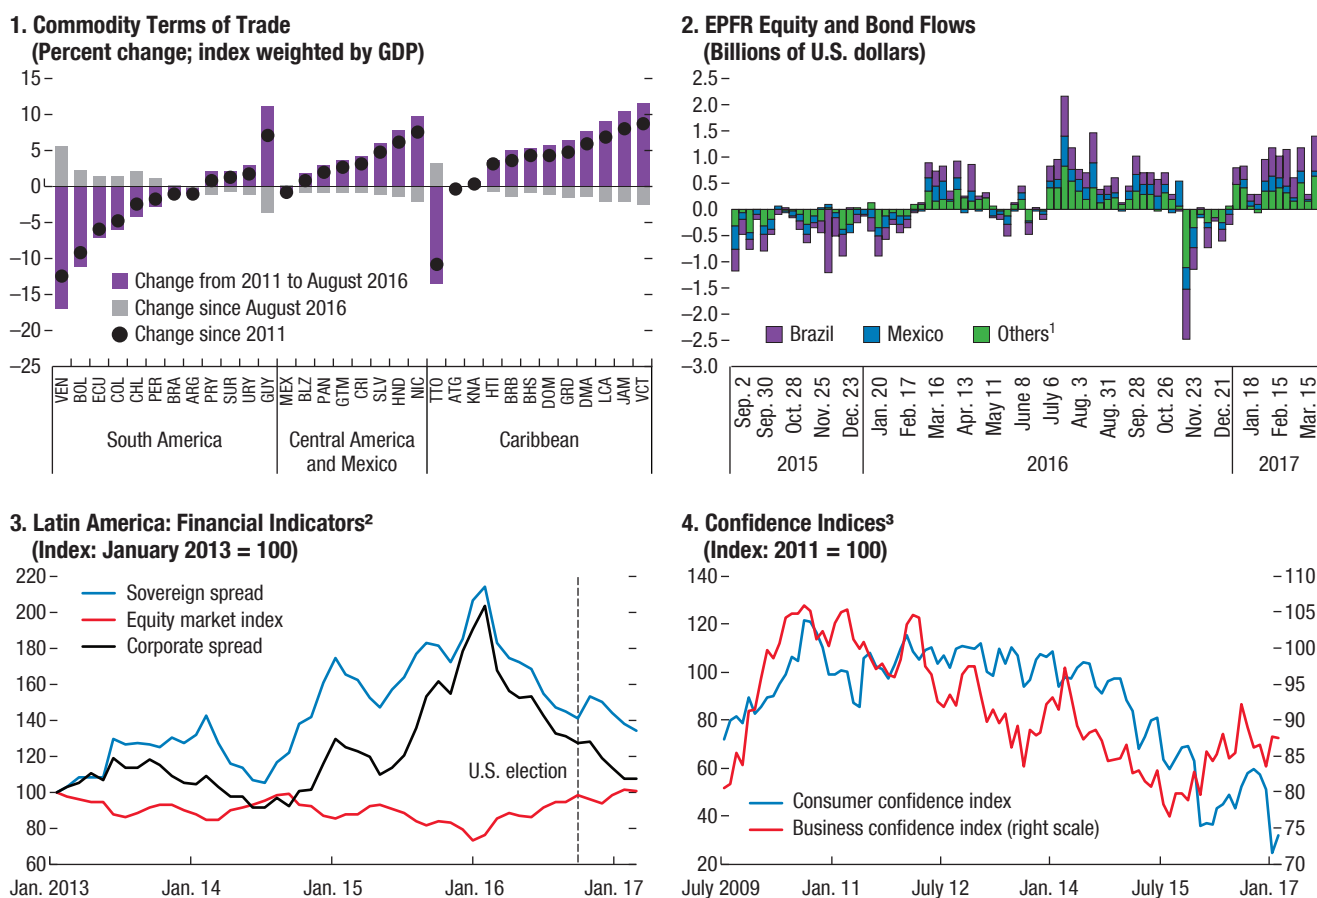 1. Commodity Terms of Trade
(Percent change; index weighted by GDP)
15
10
5
0
–5
–10
–15
–20
–25
Change from 2011 to August 2016
Change since August 2016
Change since 2011
VEN
BOL
ECU
COL
CHL
PER
BRA
ARG
PRY
SUR
URY
GUY
MEX
BLZ
PAN
GTM
CRI
SLV
HND
NIC
TTO
ATG
KNA
HTI
BRB
BHS
DOM
GRD
DMA
LCA
JAM
VCT
South America
Central America
and Mexico
Caribbean
2. EPFR Equity and Bond Flows
(Billions of U.S. dollars)
2.5
2.0
1.5
1.0
0.5
0.0
–0.5
–1.0
–1.5
–2.0
–2.5
–3.0
Brazil
Mexico
Others¹
Sep. 2
Sep. 30
Oct. 28
Nov. 25
Dec. 23
Jan. 20
Feb. 17
Mar. 16
Apr. 13
May 11
June 8
July 6
Aug. 3
Aug. 31
Sep. 28
Oct. 26
Nov. 23
Dec. 21
Jan. 18
Feb. 15
Mar. 15
2015
2016
2017
3. Latin America: Financial Indicators²
(Index: January 2013 = 100)
220
200
180
160
140
120
100
80
60
Sovereign spread
Equity market index
Corporate spread
U.S. election
Jan. 2013
Jan. 14
Jan. 15
Jan. 16
Jan. 17
4. Confidence Indices³
(Index: 2011 = 100)
140
120
100
80
60
40
20
110
105
100
95
90
85
80
75
70
Consumer confidence index
Business confidence index (right scale)
July 2009
Jan. 11
July 12
Jan. 14
July 15
Jan. 17